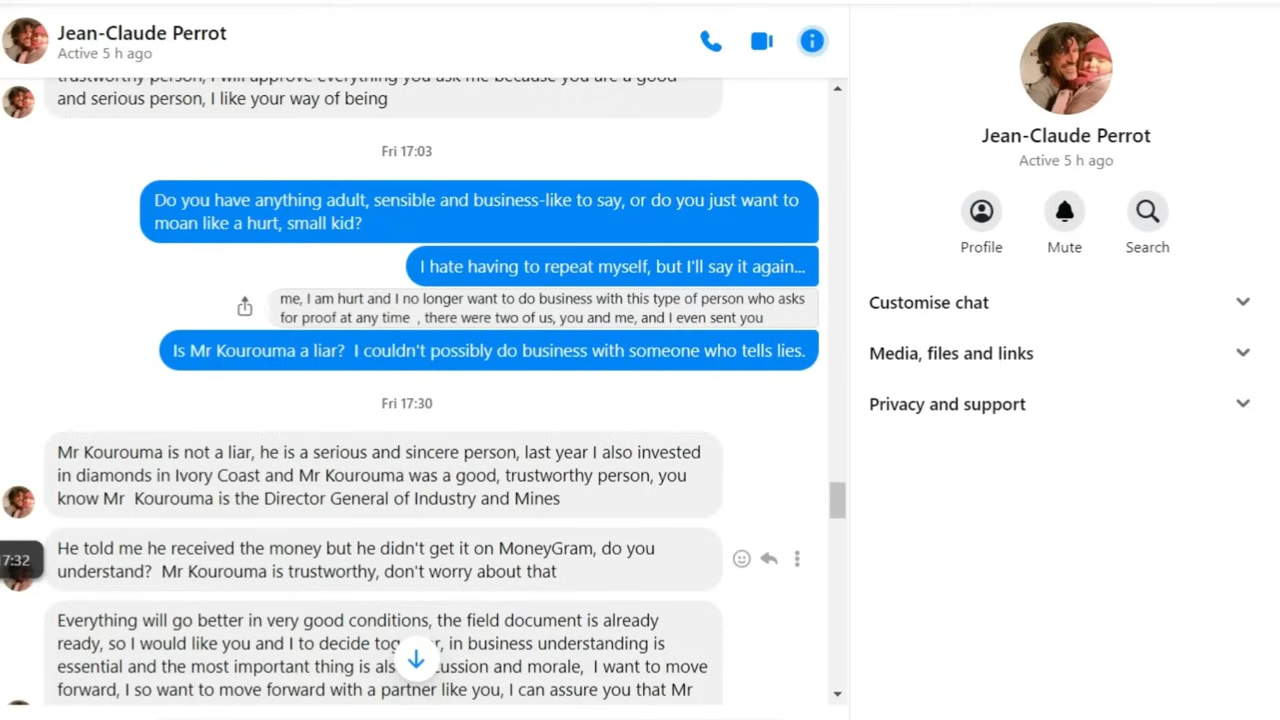 Jean-Claude Perrot
Active 5 h ago
trustworthy person, I will approve everything you ask me because you are a good
and serious person, I like your way of being
Fri 17:03
Do you have anything adult, sensible and business-like to say, or do you just want to
moan like a hurt, small kid?
I hate having to repeat myself, but I'll say it again...
me, I am hurt and I no longer want to do business with this type of person who asks
for proof at any time , there were two of us, you and me, and I even sent you
Is Mr Kourouma a liar?  I couldn't possibly do business with someone who tells lies.
Fri 17:30
Mr Kourouma is not a liar, he is a serious and sincere person, last year I also invested
in diamonds in Ivory Coast and Mr Kourouma was a good, trustworthy person, you
know Mr  Kourouma is the Director General of Industry and Mines
17:32
He told me he received the money but he didn't get it on MoneyGram, do you
understand?  Mr Kourouma is trustworthy, don't worry about that
Everything will go better in very good conditions, the field document is already
ready, so I would like you and I to decide in business understanding is
essential and the most important thing is morale,  I want to move
forward, I so want to move forward with a partner like you, I can assure you that Mr
Jean-Claude Perrot
Active 5 h ago
Profile
Mute
Search
Customise chat
Media, files and links
Privacy and support